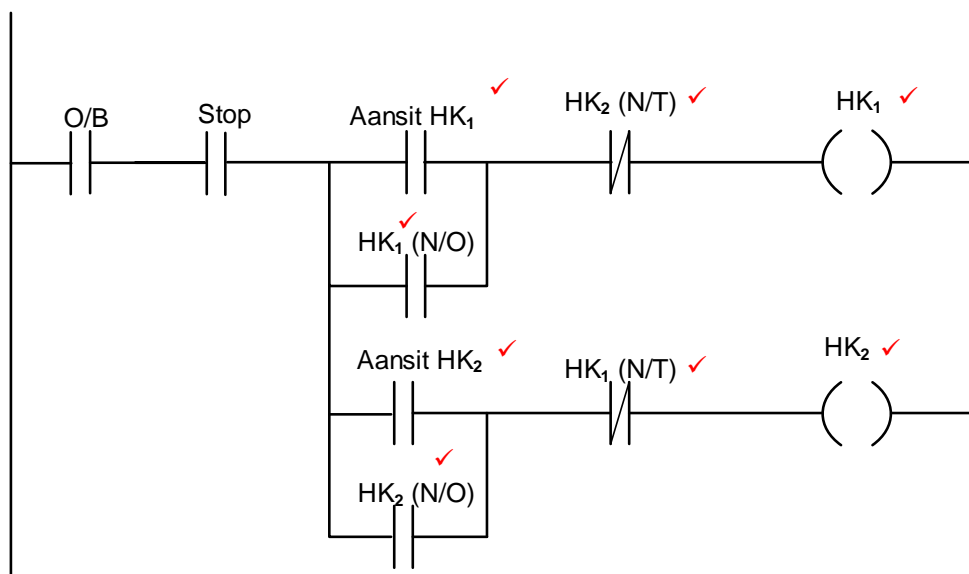 O/B
Stop
Aansit HK₁ ✓
HK₂ (N/T) ✓
HK₁ ✓
✓
HK₁ (N/O)
Aansit HK₂ ✓
HK₁ (N/T) ✓
HK₂ ✓
✓
HK₂ (N/O)